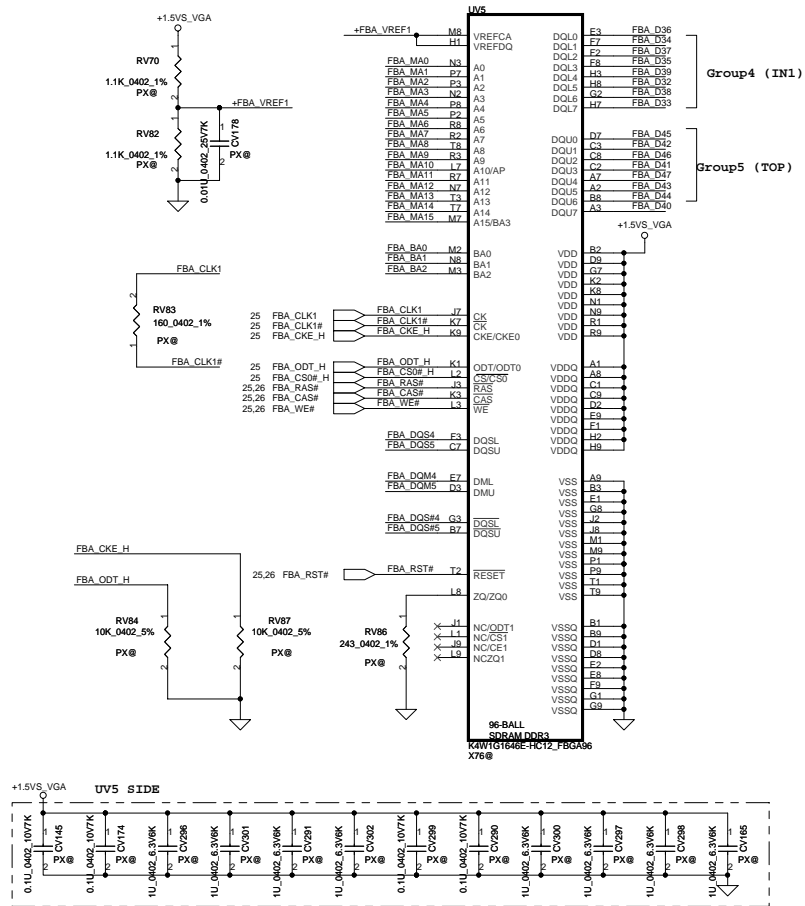 +1.5VS_VGA
RV70
1.1K_0402_1%
PX@
+FBA_VREF1
RV82
1.1K_0402_1%
PX@
0.01U_0402_25V7K
CV178
PX@
FBA_CLK1
RV83
160_0402_1%
PX@
FBA_CLK1#
FBA_CKE_H
FBA_ODT_H
RV84
10K_0402_5%
PX@
RV87
10K_0402_5%
PX@
RV86
243_0402_1%
PX@
UV5
+FBA_VREF1 M8 VREFCA
H1 VREFDQ
FBA_MA0 N3 A0
FBA_MA1 P7 A1
FBA_MA2 P3 A2
FBA_MA3 N2 A3
FBA_MA4 P8 A4
FBA_MA5 P2 A5
FBA_MA6 R8 A6
FBA_MA7 R2 A7
FBA_MA8 T8 A8
FBA_MA9 R3 A9
FBA_MA10 L7 A10/AP
FBA_MA11 R7 A11
FBA_MA12 N7 A12
FBA_MA13 T3 A13
FBA_MA14 T7 A14
FBA_MA15 M7 A15/BA3
FBA_BA0 M2 BA0
FBA_BA1 N8 BA1
FBA_BA2 M3 BA2
25 FBA_CLK1 FBA_CLK1 J7 CK
25 FBA_CLK1# FBA_CLK1# K7 CK
25 FBA_CKE_H FBA_CKE_H K9 CKE/CKE0
25 FBA_ODT_H FBA_ODT_H K1 ODT/ODT0
25 FBA_CS0#_H FBA_CS0#_H L2 CS/CS0
25,26 FBA_RAS# FBA_RAS# J3 RAS
25,26 FBA_CAS# FBA_CAS# K3 CAS
25,26 FBA_WE# FBA_WE# L3 WE
FBA_DQS4 F3 DQSL
FBA_DQS5 C7 DQSU
FBA_DQM4 E7 DML
FBA_DQM5 D3 DMU
FBA_DQS#4 G3 DQSL
FBA_DQS#5 B7 DQSU
25,26 FBA_RST# FBA_RST# T2 RESET
L8 ZQ/ZQ0
J1 NC/ODT1
L1 NC/CS1
J9 NC/CE1
L9 NCZQ1
DQL0 E3 FBA_D36
DQL1 F7 FBA_D34
DQL2 F2 FBA_D37
DQL3 F8 FBA_D35
DQL4 H3 FBA_D39
DQL5 H8 FBA_D32
DQL6 G2 FBA_D38
DQL7 H7 FBA_D33
Group4 (IN1)
DQU0 D7 FBA_D45
DQU1 C3 FBA_D42
DQU2 C8 FBA_D46
DQU3 C2 FBA_D41
DQU4 A7 FBA_D47
DQU5 A2 FBA_D43
DQU6 B8 FBA_D44
DQU7 A3 FBA_D40
Group5 (TOP)
+1.5VS_VGA
VDD B2
VDD D9
VDD G7
VDD K2
VDD K8
VDD N1
VDD N9
VDD R1
VDD R9
VDDQ A1
VDDQ A8
VDDQ C1
VDDQ C9
VDDQ D2
VDDQ E9
VDDQ F1
VDDQ H2
VDDQ H9
VSS A9
VSS B3
VSS E1
VSS G8
VSS J2
VSS J8
VSS M1
VSS M9
VSS P1
VSS P9
VSS T1
VSS T9
VSSQ B1
VSSQ B9
VSSQ D1
VSSQ D8
VSSQ E2
VSSQ E8
VSSQ F9
VSSQ G1
VSSQ G9
96-BALL
SDRAM DDR3
K4W1G1646E-HC12_FBGA96
X76@
+1.5VS_VGA
UV5 SIDE
0.1U_0402_10V7K CV145 PX@
0.1U_0402_10V7K CV174 PX@
1U_0402_6.3V6K CV296 PX@
1U_0402_6.3V6K CV301 PX@
1U_0402_6.3V6K CV291 PX@
1U_0402_6.3V6K CV302 PX@
0.1U_0402_10V7K CV299 PX@
0.1U_0402_10V7K CV290 PX@
1U_0402_6.3V6K CV300 PX@
1U_0402_6.3V6K CV297 PX@
1U_0402_6.3V6K CV298 PX@
1U_0402_6.3V6K CV165 PX@